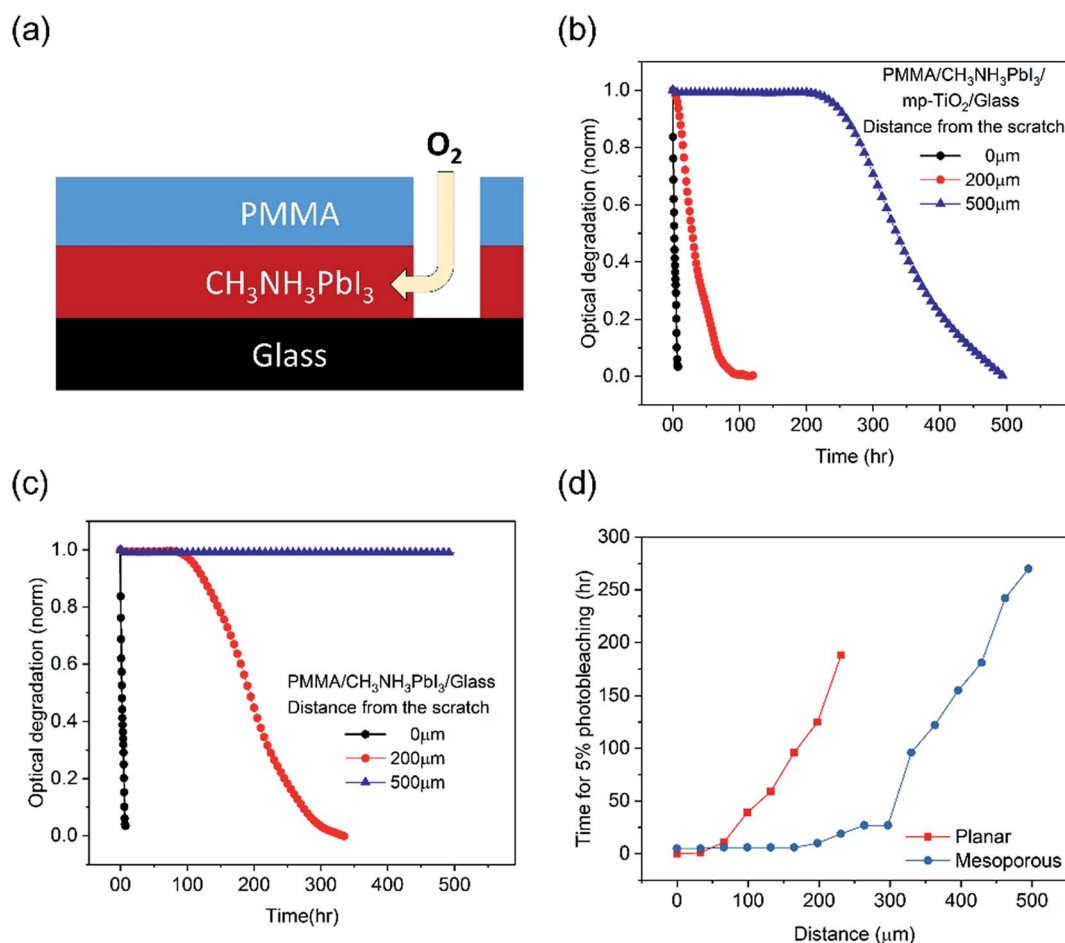 (a)
O₂
PMMA
CH₃NH₃PbI₃
Glass
(b)
PMMA/CH₃NH₃PbI₃/
mp-TiO₂/Glass
Distance from the scratch
0μm
200μm
500μm
Optical degradation (norm)
1.0
0.8
0.6
0.4
0.2
0.0
00 100 200 300 400 500
Time (hr)
(c)
PMMA/CH₃NH₃PbI₃/Glass
Distance from the scratch
0μm
200μm
500μm
Optical degradation (norm)
1.0
0.8
0.6
0.4
0.2
0.0
00 100 200 300 400 500
Time(hr)
(d)
Time for 5% photobleaching (hr)
300
250
200
150
100
50
0
Planar
Mesoporous
0 100 200 300 400 500
Distance (μm)